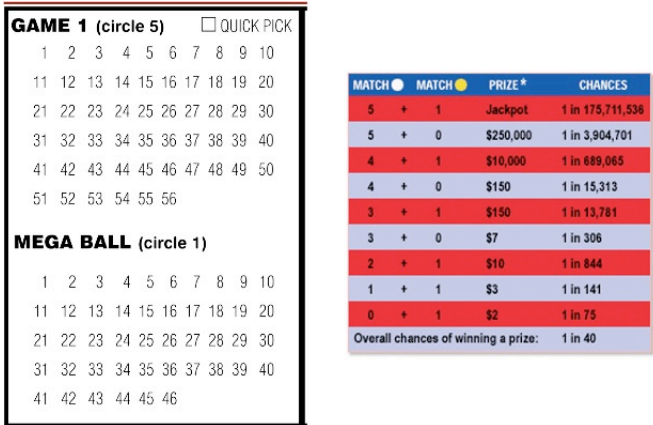 GAME 1 (circle 5) QUICK PICK
1 2 3 4 5 6 7 8 9 10
11 12 13 14 15 16 17 18 19 20
21 22 23 24 25 26 27 28 29 30
31 32 33 34 35 36 37 38 39 40
41 42 43 44 45 46 47 48 49 50
51 52 53 54 55 56
MEGA BALL (circle 1)
1 2 3 4 5 6 7 8 9 10
11 12 13 14 15 16 17 18 19 20
21 22 23 24 25 26 27 28 29 30
31 32 33 34 35 36 37 38 39 40
41 42 43 44 45 46
MATCH MATCH PRIZE* CHANCES
5 + 1 Jackpot 1 in 175,711,536
5 + 0 $250,000 1 in 3,904,701
4 + 1 $10,000 1 in 689,065
4 + 0 $150 1 in 15,313
3 + 1 $150 1 in 13,781
3 + 0 $7 1 in 306
2 + 1 $10 1 in 844
1 + 1 $3 1 in 141
0 + 1 $2 1 in 75
Overall chances of winning a prize: 1 in 40